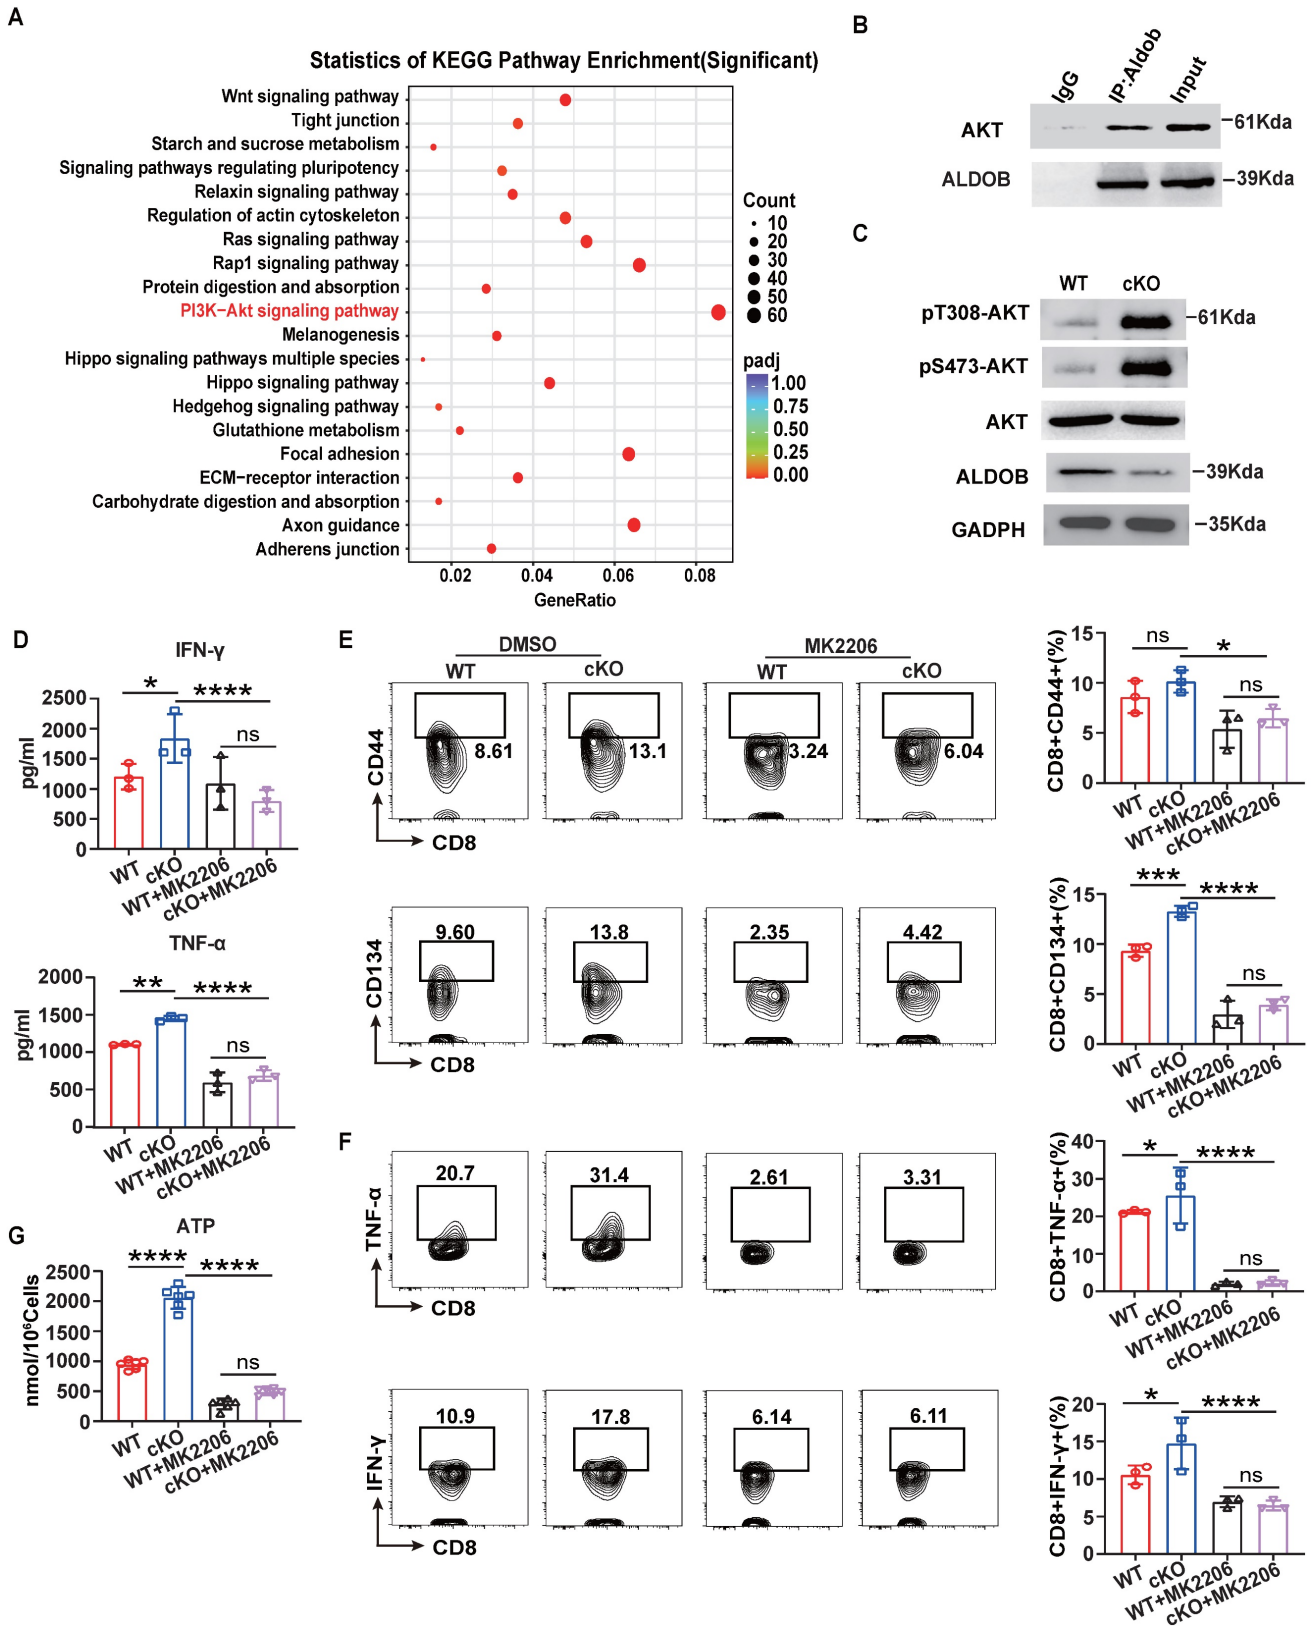 A
Statistics of KEGG Pathway Enrichment(Significant)
Wnt signaling pathway
Tight junction
Starch and sucrose metabolism
Signaling pathways regulating pluripotency
Relaxin signaling pathway
Regulation of actin cytoskeleton
Ras signaling pathway
Rap1 signaling pathway
Protein digestion and absorption
PI3K−Akt signaling pathway
Melanogenesis
Hippo signaling pathways multiple species
Hippo signaling pathway
Hedgehog signaling pathway
Glutathione metabolism
Focal adhesion
ECM−receptor interaction
Carbohydrate digestion and absorption
Axon guidance
Adherens junction
0.02 0.04 0.06 0.08
GeneRatio
Count
10
20
30
40
50
60
padj
1.00
0.75
0.50
0.25
0.00
B
IgG IP:Aldob Input
AKT
61Kda
ALDOB
39Kda
C
WT cKO
pT308-AKT
61Kda
pS473-AKT
AKT
ALDOB
39Kda
GADPH
35Kda
D
IFN-γ
* ****
ns
2500
2000
1500
1000
500
0
pg/ml
WT cKO WT+MK2206 cKO+MK2206
TNF-α
** ****
ns
2000
1500
1000
500
0
pg/ml
WT cKO WT+MK2206 cKO+MK2206
E
DMSO MK2206
WT cKO WT cKO
CD44
8.61 13.1 3.24 6.04
CD8
ns *
ns
15
10
5
0
CD8+CD44+(%)
WT cKO WT+MK2206 cKO+MK2206
CD134
9.60 13.8 2.35 4.42
CD8
*** ****
ns
15
10
5
0
CD8+CD134+(%)
WT cKO WT+MK2206 cKO+MK2206
F
TNF-α
20.7 31.4 2.61 3.31
CD8
* ****
ns
40
30
20
10
0
CD8+TNF-α+(%)
WT cKO WT+MK2206 cKO+MK2206
IFN-γ
10.9 17.8 6.14 6.11
CD8
* ****
ns
20
15
10
5
0
CD8+IFN-γ+(%)
WT cKO WT+MK2206 cKO+MK2206
G
ATP
**** ****
ns
2500
2000
1500
1000
500
0
nmol/10⁶Cells
WT cKO WT+MK2206 cKO+MK2206